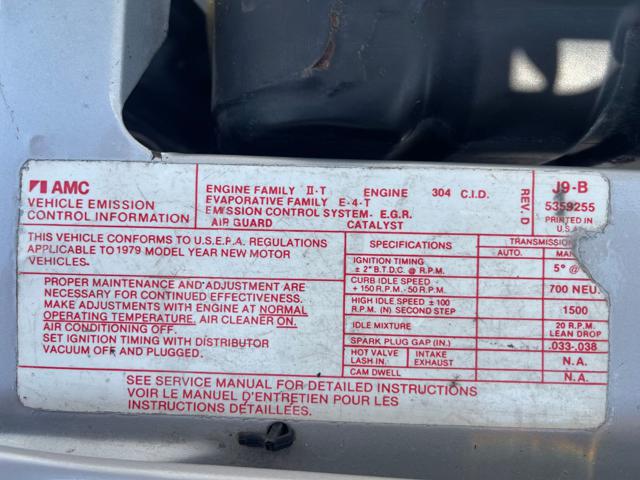 AMC
VEHICLE EMISSION
CONTROL INFORMATION
ENGINE FAMILY II-T ENGINE 304 C.I.D.
EVAPORATIVE FAMILY E-4-T
EMISSION CONTROL SYSTEM- E.G.R.
AIR GUARD CATALYST
REV. D
J9-B
5359255
PRINTED IN
THIS VEHICLE CONFORMS TO U.S.E.P.A. REGULATIONS
APPLICABLE TO 1979 MODEL YEAR NEW MOTOR
VEHICLES.
PROPER MAINTENANCE AND ADJUSTMENT ARE
NECESSARY FOR CONTINUED EFFECTIVENESS.
MAKE ADJUSTMENTS WITH ENGINE AT NORMAL
OPERATING TEMPERATURE. AIR CLEANER ON.
AIR CONDITIONING OFF.
SET IGNITION TIMING WITH DISTRIBUTOR
VACUUM OFF AND PLUGGED.
SPECIFICATIONS TRANSMISSION
AUTO. MAN
IGNITION TIMING
± 2° B.T.D.C. @ R.P.M. 5° @
CURB IDLE SPEED
+ 150 R.P.M.- 50 R.P.M. 700 NEU.
HIGH IDLE SPEED ± 100
R.P.M. (N) SECOND STEP 1500
IDLE MIXTURE 20 R.P.M.
LEAN DROP
SPARK PLUG GAP (IN.) .033-.038
HOT VALVE INTAKE
LASH IN. EXHAUST N.A.
CAM DWELL N.A.
SEE SERVICE MANUAL FOR DETAILED INSTRUCTIONS
VOIR LE MANUEL D'ENTRETIEN POUR LES
INSTRUCTIONS DÉTAILLÉES.